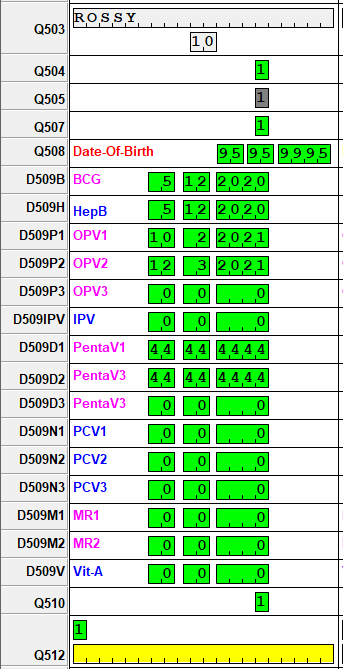 Q503 ROSSY
10
Q504 1
Q505 1
Q507 1
Q508 Date-Of-Birth 95 95 9995
D509B BCG 5 12 2020
D509H HepB 5 12 2020
D509P1 OPV1 10 2 2021
D509P2 OPV2 12 3 2021
D509P3 OPV3 0 0 0
D509IPV IPV 0 0 0
D509D1 PentaV1 44 44 4444
D509D2 PentaV3 44 44 4444
D509D3 PentaV3 0 0 0
D509N1 PCV1 0 0 0
D509N2 PCV2 0 0 0
D509N3 PCV3 0 0 0
D509M1 MR1 0 0 0
D509M2 MR2 0 0 0
D509V Vit-A 0 0 0
Q510 1
1
Q512